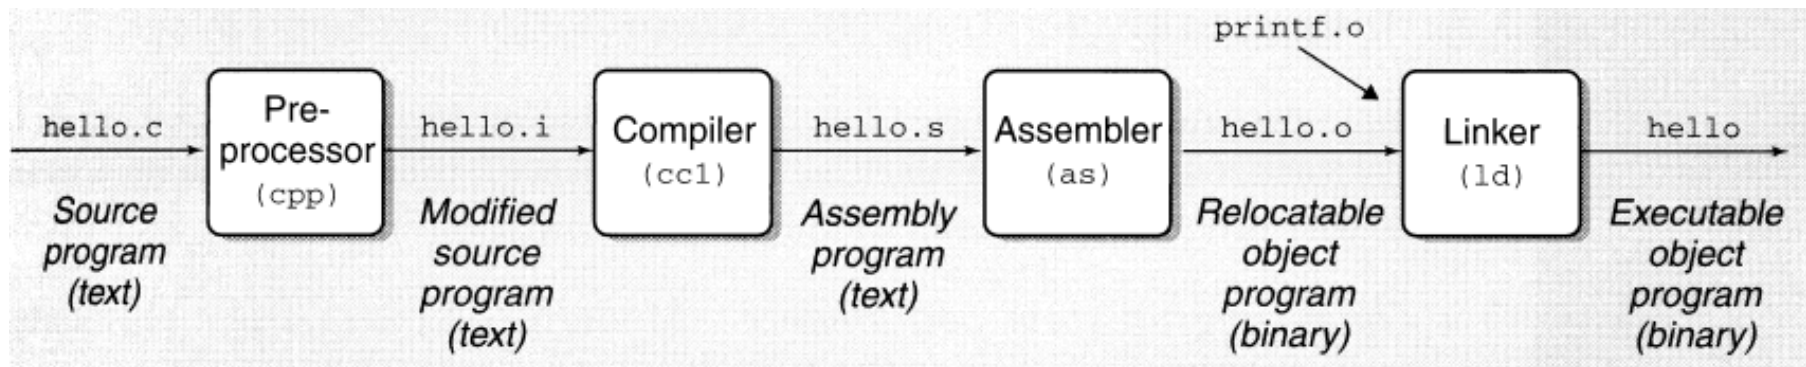 printf.o
hello.c
Pre-
processor
(cpp)
hello.i
Compiler
(cc1)
hello.s
Assembler
(as)
hello.o
Linker
(ld)
hello
Source
program
(text)
Modified
source
program
(text)
Assembly
program
(text)
Relocatable
object
program
(binary)
Executable
object
program
(binary)